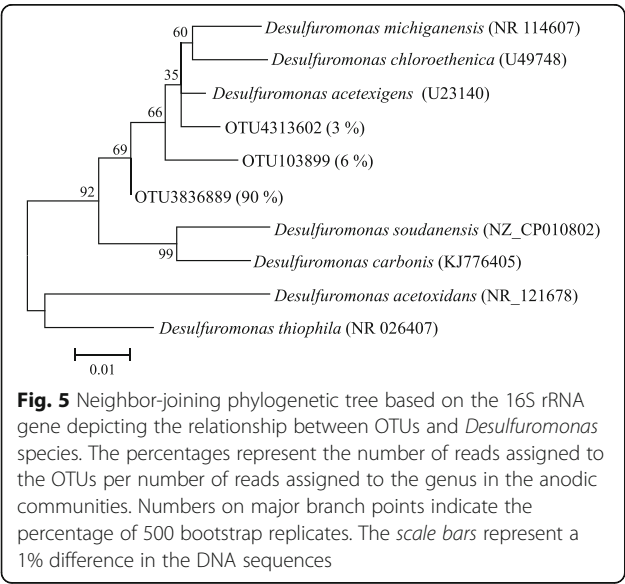 60
Desulfuromonas michiganensis (NR 114607)
Desulfuromonas chloroethenica (U49748)
35
Desulfuromonas acetexigens (U23140)
66
OTU4313602 (3 %)
69
OTU103899 (6 %)
92
OTU3836889 (90 %)
Desulfuromonas soudanensis (NZ_CP010802)
99
Desulfuromonas carbonis (KJ776405)
Desulfuromonas acetoxidans (NR_121678)
Desulfuromonas thiophila (NR 026407)
0.01
Fig. 5 Neighbor-joining phylogenetic tree based on the 16S rRNA
gene depicting the relationship between OTUs and Desulfuromonas
species. The percentages represent the number of reads assigned to
the OTUs per number of reads assigned to the genus in the anodic
communities. Numbers on major branch points indicate the
percentage of 500 bootstrap replicates. The scale bars represent a
1% difference in the DNA sequences